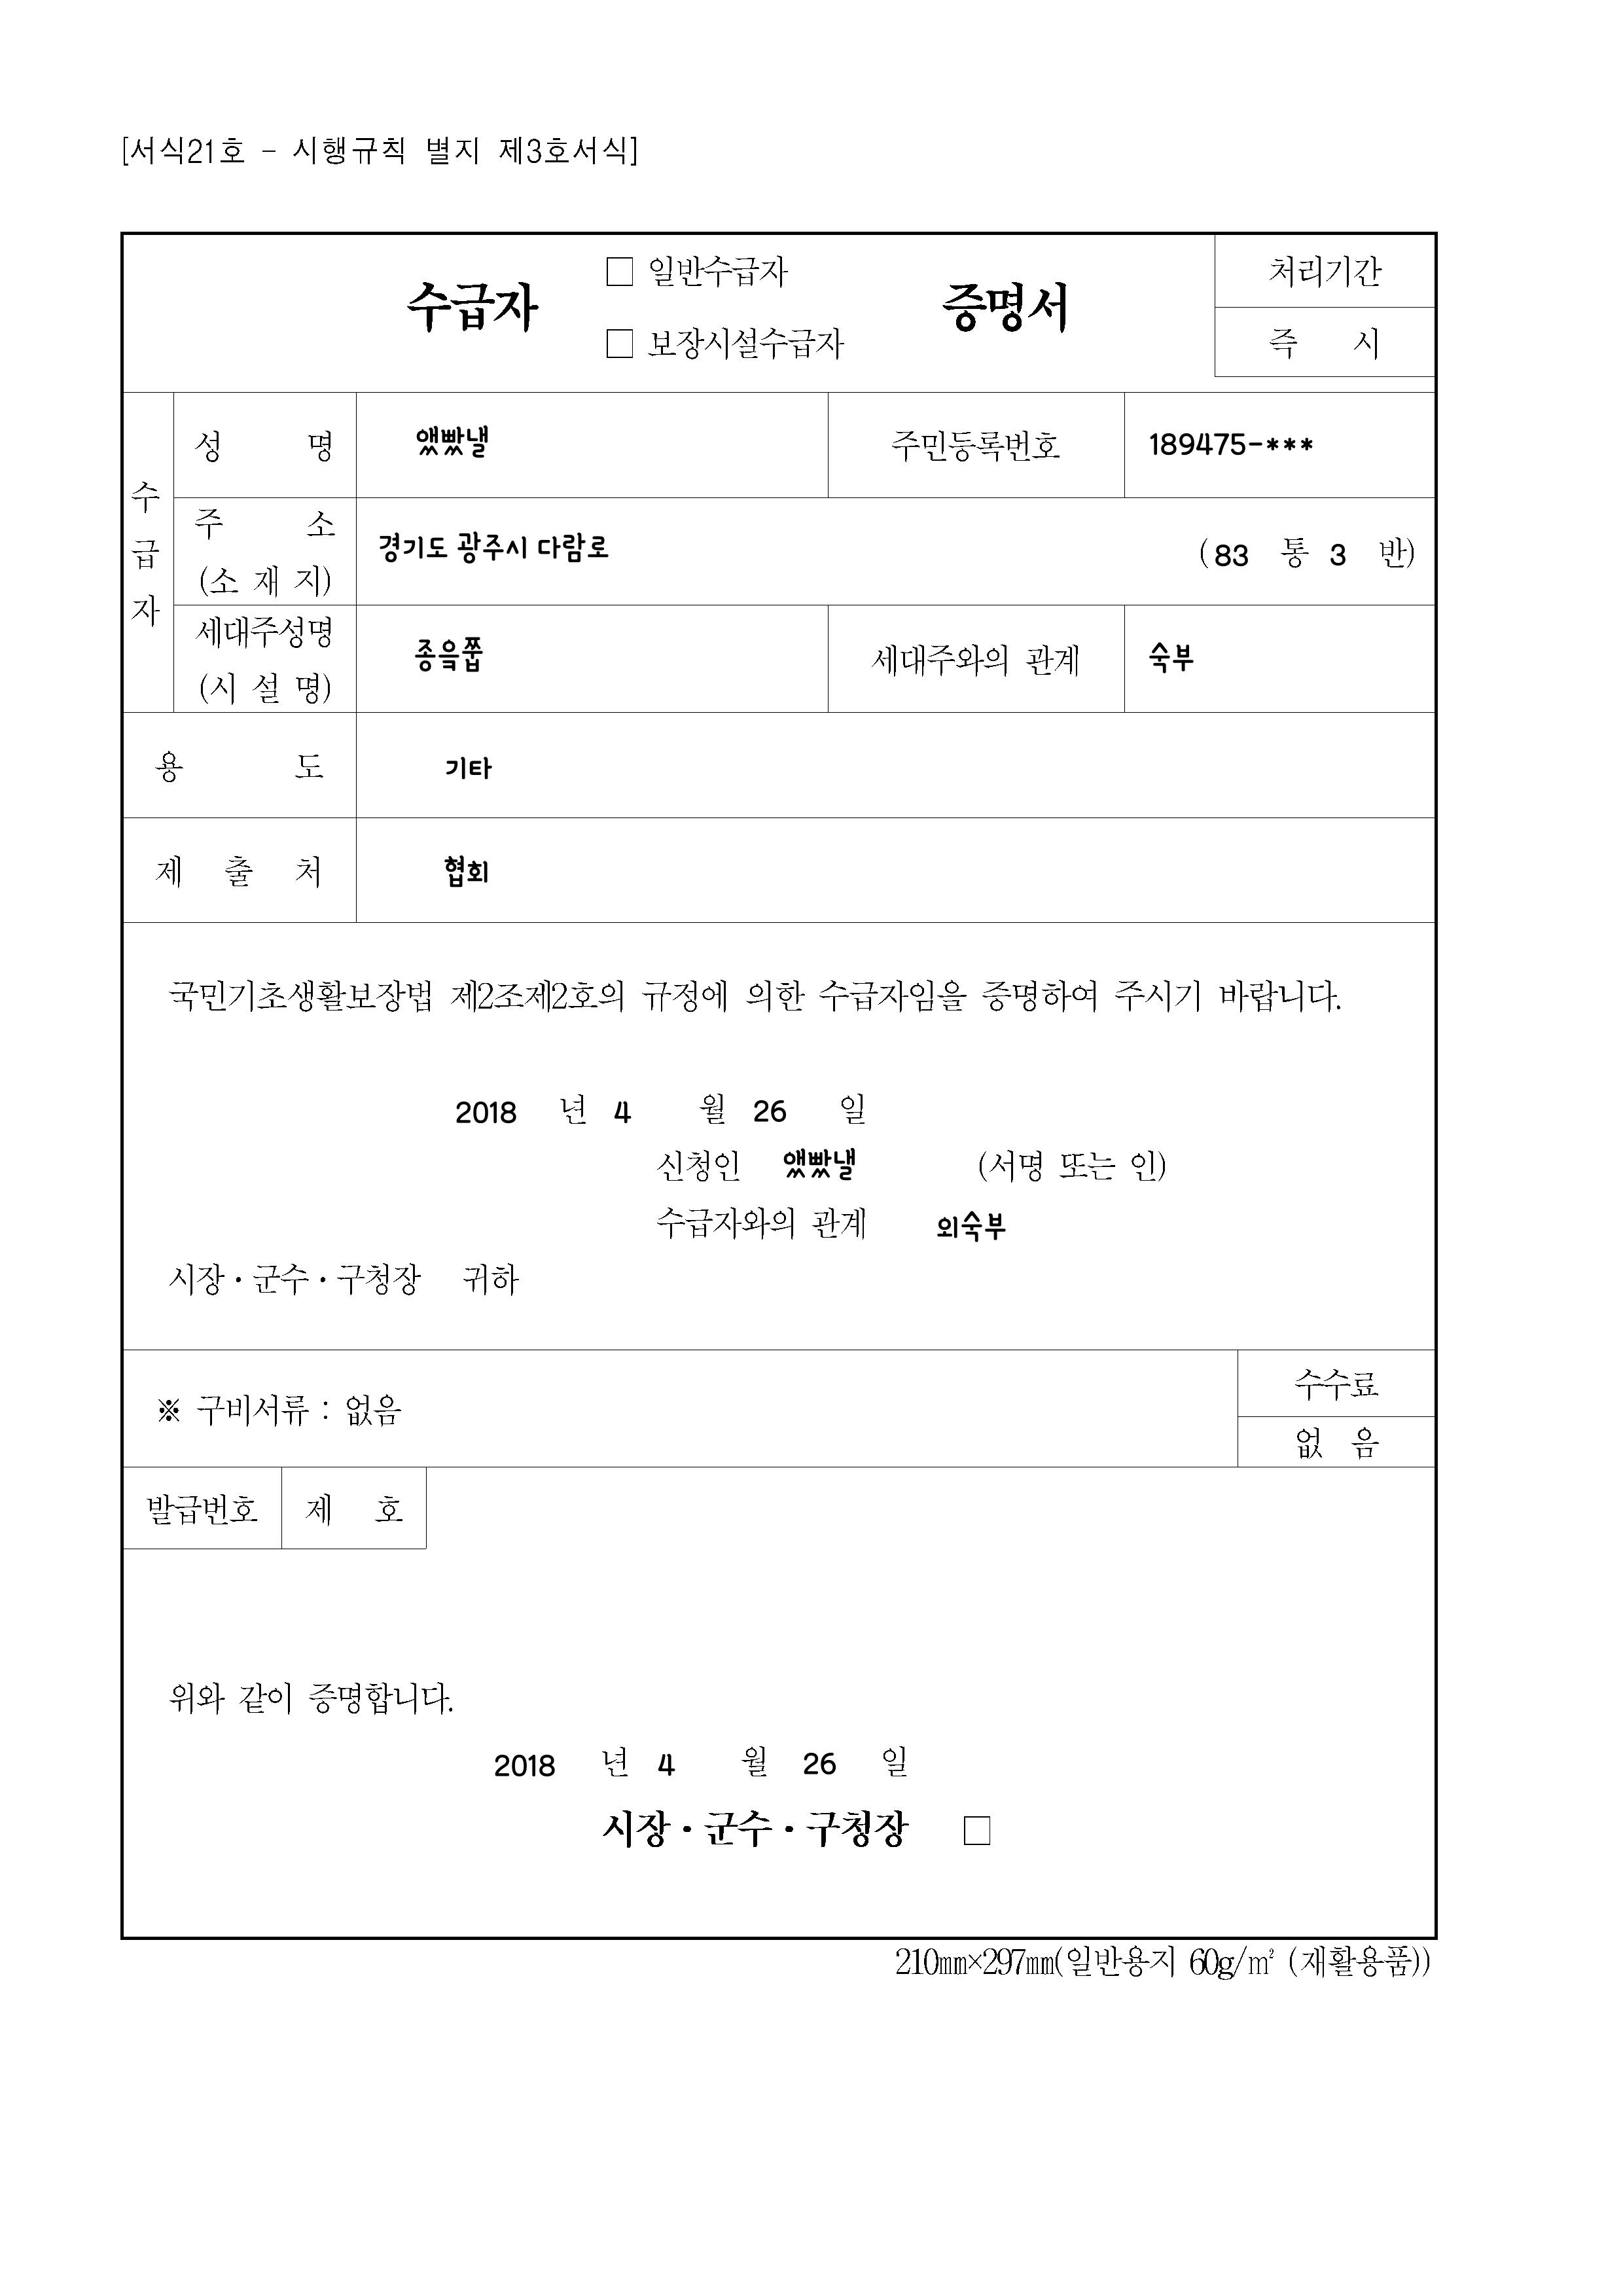 [서식21호 - 시행규칙 별지 제3호서식]
수급자 □ 일반수급자 □ 보장시설수급자 증명서
처리기간
즉 시
수급자
성 명 앴빴낼 주민등록번호 189475-***
주 소 (소 재 지) 경기도 광주시 다람로 (83 통 3 반)
세대주성명 (시 설 명) 종읔쭙 세대주와의 관계 숙부
용 도 기타
제 출 처 협회
국민기초생활보장법 제2조제2호의 규정에 의한 수급자임을 증명하여 주시기 바랍니다.
2018 년 4 월 26 일
신청인 앴빴낼 (서명 또는 인)
수급자와의 관계 외숙부
시장·군수·구청장 귀하
※ 구비서류 : 없음
수수료
없 음
발급번호 제 호
위와 같이 증명합니다.
2018 년 4 월 26 일
시장·군수·구청장 □
210㎜×297㎜(일반용지 60g/㎡ (재활용품))